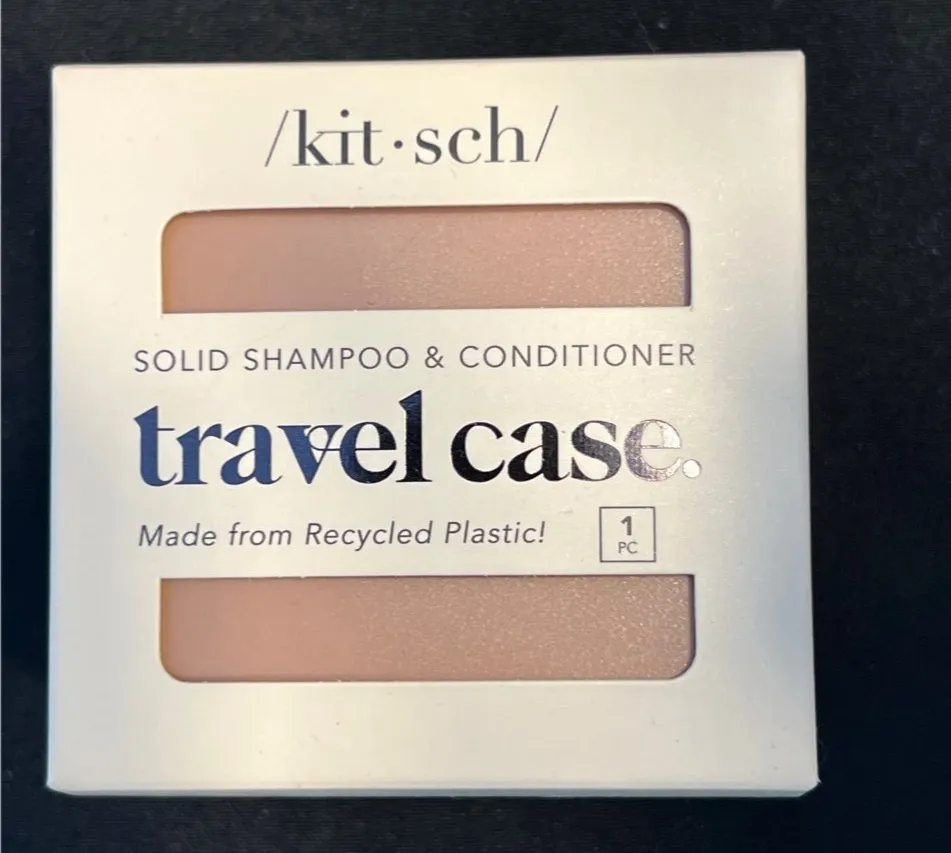 /kit·sch/
SOLID SHAMPOO & CONDITIONER
travel case.
Made from Recycled Plastic!
1
PC